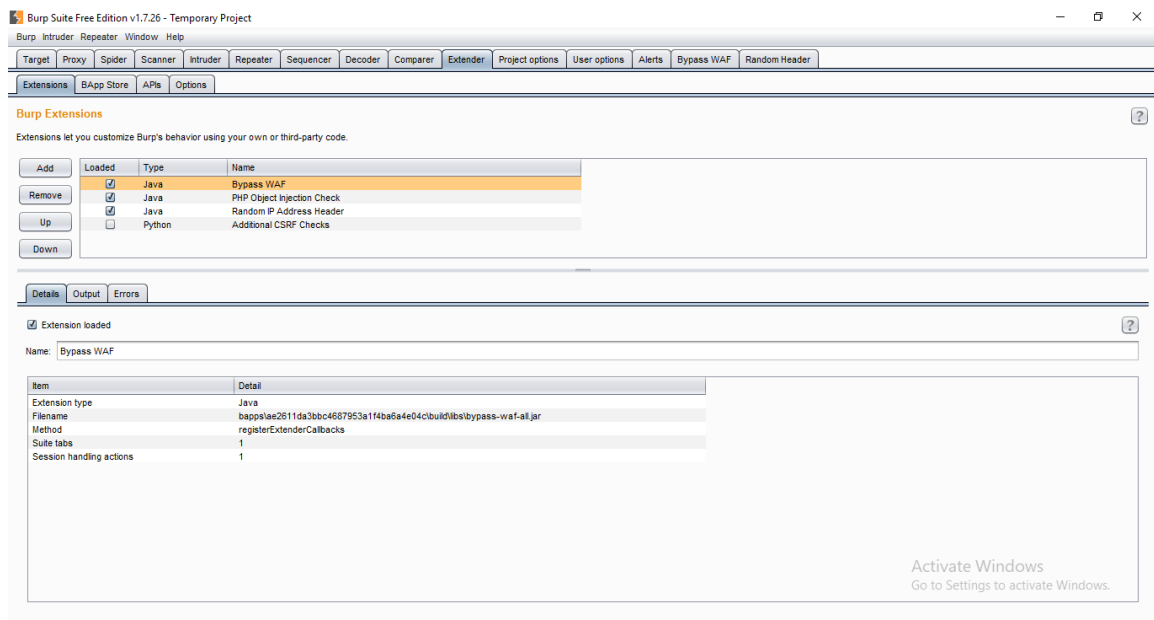 Burp Suite Free Edition v1.7.26 - Temporary Project
Burp Intruder Repeater Window Help
Target Proxy Spider Scanner Intruder Repeater Sequencer Decoder Comparer Extender Project options User options Alerts Bypass WAF Random Header
Extensions BApp Store APIs Options
Burp Extensions
?
Extensions let you customize Burp's behavior using your own or third-party code.
Add Loaded Type Name
Java Bypass WAF
Remove Java PHP Object Injection Check
Java Random IP Address Header
Up Python Additional CSRF Checks
Down
Details Output Errors
Extension loaded
?
Name: Bypass WAF
Item Detail
Extension type Java
Filename bapps\ae2611da3bbc4687953a1f4ba6a4e04c\build\libs\bypass-waf-all.jar
Method registerExtenderCallbacks
Suite tabs 1
Session handling actions 1
Activate Windows
Go to Settings to activate Windows.